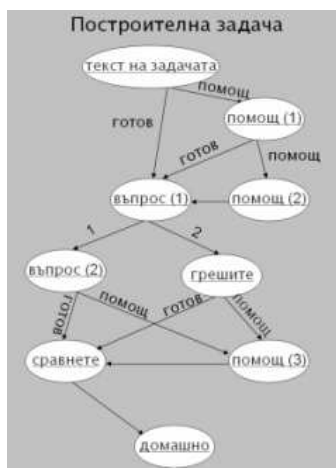 Построителна задача
текст на задачата
помощ
помощ (1)
готов
готов
помощ
въпрос (1)
помощ (2)
1
2
въпрос (2)
грешите
готов
помощ
готов
помощ
сравнете
помощ (3)
домашно